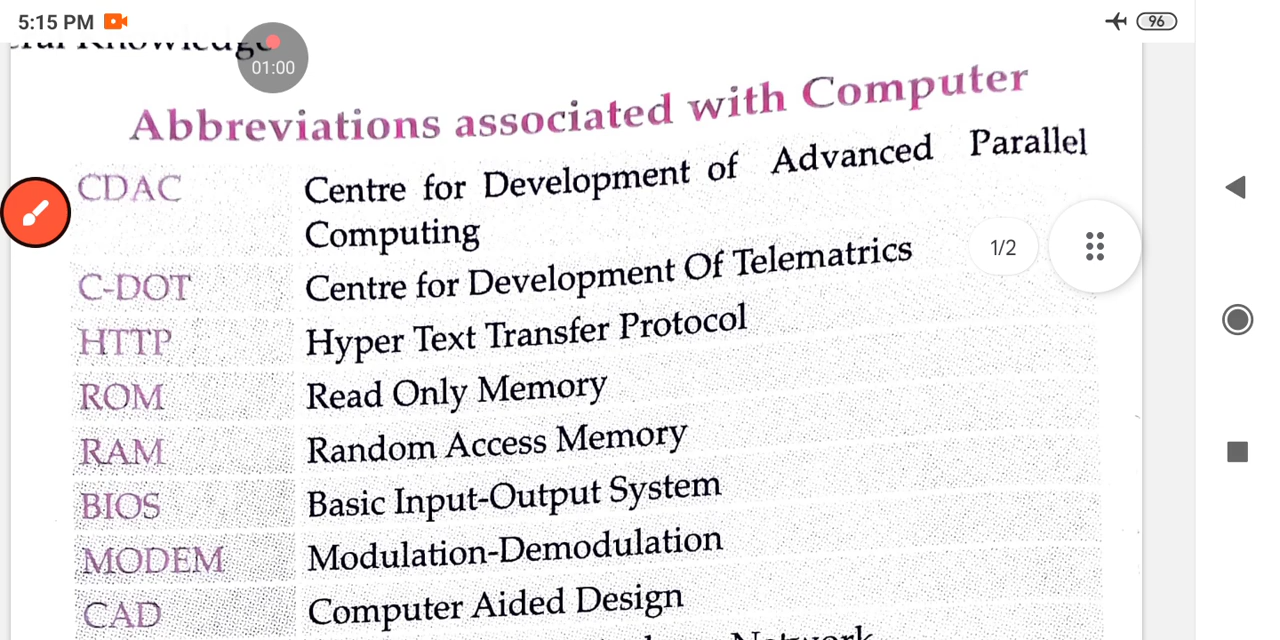 5:15 PM 96
Knowledge
01:00
Abbreviations associated with Computer
CDAC Centre for Development of Advanced Parallel
Computing
1/2
C-DOT Centre for Development Of Telematrics
HTTP Hyper Text Transfer Protocol
ROM Read Only Memory
RAM Random Access Memory
BIOS Basic Input-Output System
MODEM Modulation-Demodulation
CAD Computer Aided Design
Network